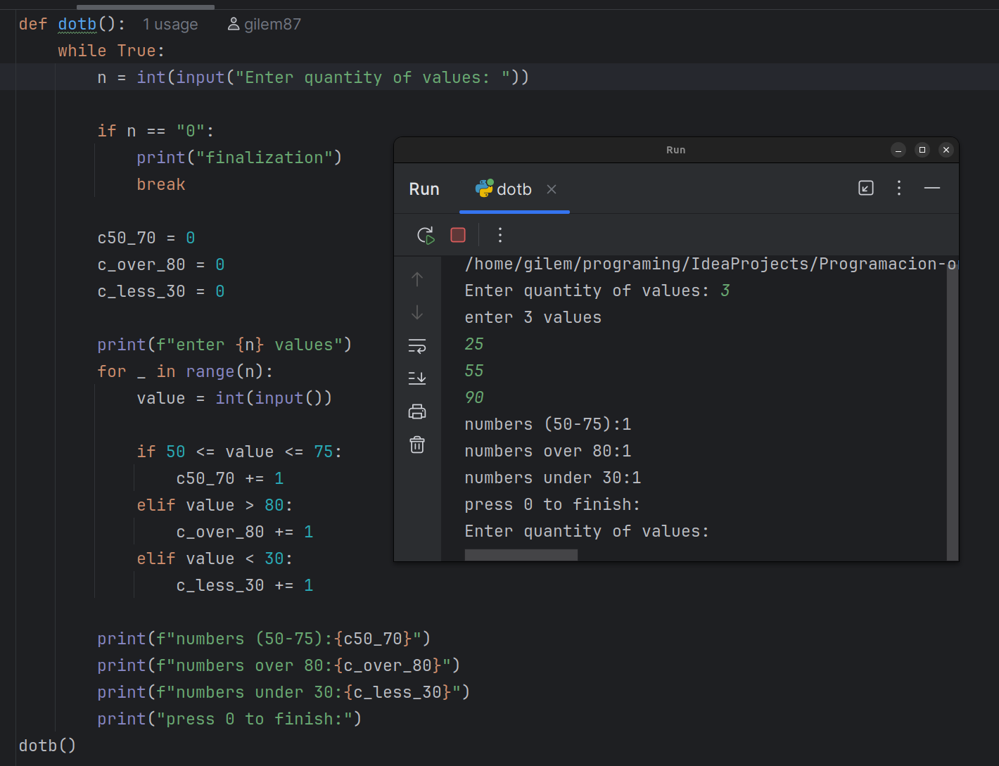 def dotb(): 1 usage gilem87
while True:
n = int(input("Enter quantity of values: "))
if n == "0":
print("finalization")
break
c50_70 = 0
c_over_80 = 0
c_less_30 = 0
print(f"enter {n} values")
for _ in range(n):
value = int(input())
if 50 <= value <= 75:
c50_70 += 1
elif value > 80:
c_over_80 += 1
elif value < 30:
c_less_30 += 1
print(f"numbers (50-75):{c50_70}")
print(f"numbers over 80:{c_over_80}")
print(f"numbers under 30:{c_less_30}")
print("press 0 to finish:")
dotb()
Run
Run dotb
/home/gilem/programing/IdeaProjects/Programacion-o
Enter quantity of values: 3
enter 3 values
25
55
90
numbers (50-75):1
numbers over 80:1
numbers under 30:1
press 0 to finish:
Enter quantity of values: